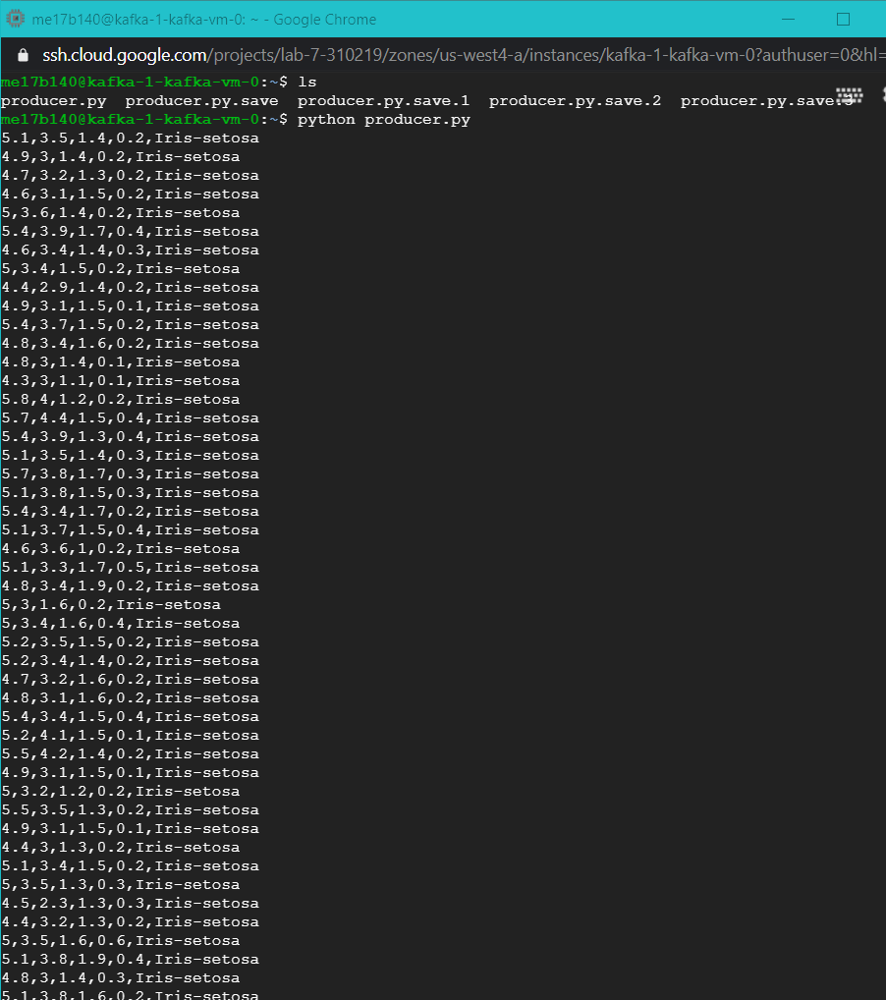 me17b140@kafka-1-kafka-vm-0: ~ - Google Chrome
ssh.cloud.google.com/projects/lab-7-310219/zones/us-west4-a/instances/kafka-1-kafka-vm-0?authuser=0&hl=
me17b140@kafka-1-kafka-vm-0:~$ ls
producer.py producer.py.save producer.py.save.1 producer.py.save.2 producer.py.save.3
me17b140@kafka-1-kafka-vm-0:~$ python producer.py
5.1,3.5,1.4,0.2,Iris-setosa
4.9,3,1.4,0.2,Iris-setosa
4.7,3.2,1.3,0.2,Iris-setosa
4.6,3.1,1.5,0.2,Iris-setosa
5,3.6,1.4,0.2,Iris-setosa
5.4,3.9,1.7,0.4,Iris-setosa
4.6,3.4,1.4,0.3,Iris-setosa
5,3.4,1.5,0.2,Iris-setosa
4.4,2.9,1.4,0.2,Iris-setosa
4.9,3.1,1.5,0.1,Iris-setosa
5.4,3.7,1.5,0.2,Iris-setosa
4.8,3.4,1.6,0.2,Iris-setosa
4.8,3,1.4,0.1,Iris-setosa
4.3,3,1.1,0.1,Iris-setosa
5.8,4,1.2,0.2,Iris-setosa
5.7,4.4,1.5,0.4,Iris-setosa
5.4,3.9,1.3,0.4,Iris-setosa
5.1,3.5,1.4,0.3,Iris-setosa
5.7,3.8,1.7,0.3,Iris-setosa
5.1,3.8,1.5,0.3,Iris-setosa
5.4,3.4,1.7,0.2,Iris-setosa
5.1,3.7,1.5,0.4,Iris-setosa
4.6,3.6,1,0.2,Iris-setosa
5.1,3.3,1.7,0.5,Iris-setosa
4.8,3.4,1.9,0.2,Iris-setosa
5,3,1.6,0.2,Iris-setosa
5,3.4,1.6,0.4,Iris-setosa
5.2,3.5,1.5,0.2,Iris-setosa
5.2,3.4,1.4,0.2,Iris-setosa
4.7,3.2,1.6,0.2,Iris-setosa
4.8,3.1,1.6,0.2,Iris-setosa
5.4,3.4,1.5,0.4,Iris-setosa
5.2,4.1,1.5,0.1,Iris-setosa
5.5,4.2,1.4,0.2,Iris-setosa
4.9,3.1,1.5,0.1,Iris-setosa
5,3.2,1.2,0.2,Iris-setosa
5.5,3.5,1.3,0.2,Iris-setosa
4.9,3.1,1.5,0.1,Iris-setosa
4.4,3,1.3,0.2,Iris-setosa
5.1,3.4,1.5,0.2,Iris-setosa
5,3.5,1.3,0.3,Iris-setosa
4.5,2.3,1.3,0.3,Iris-setosa
4.4,3.2,1.3,0.2,Iris-setosa
5,3.5,1.6,0.6,Iris-setosa
5.1,3.8,1.9,0.4,Iris-setosa
4.8,3,1.4,0.3,Iris-setosa
5.1,3.8,1.6,0.2,Iris-setosa